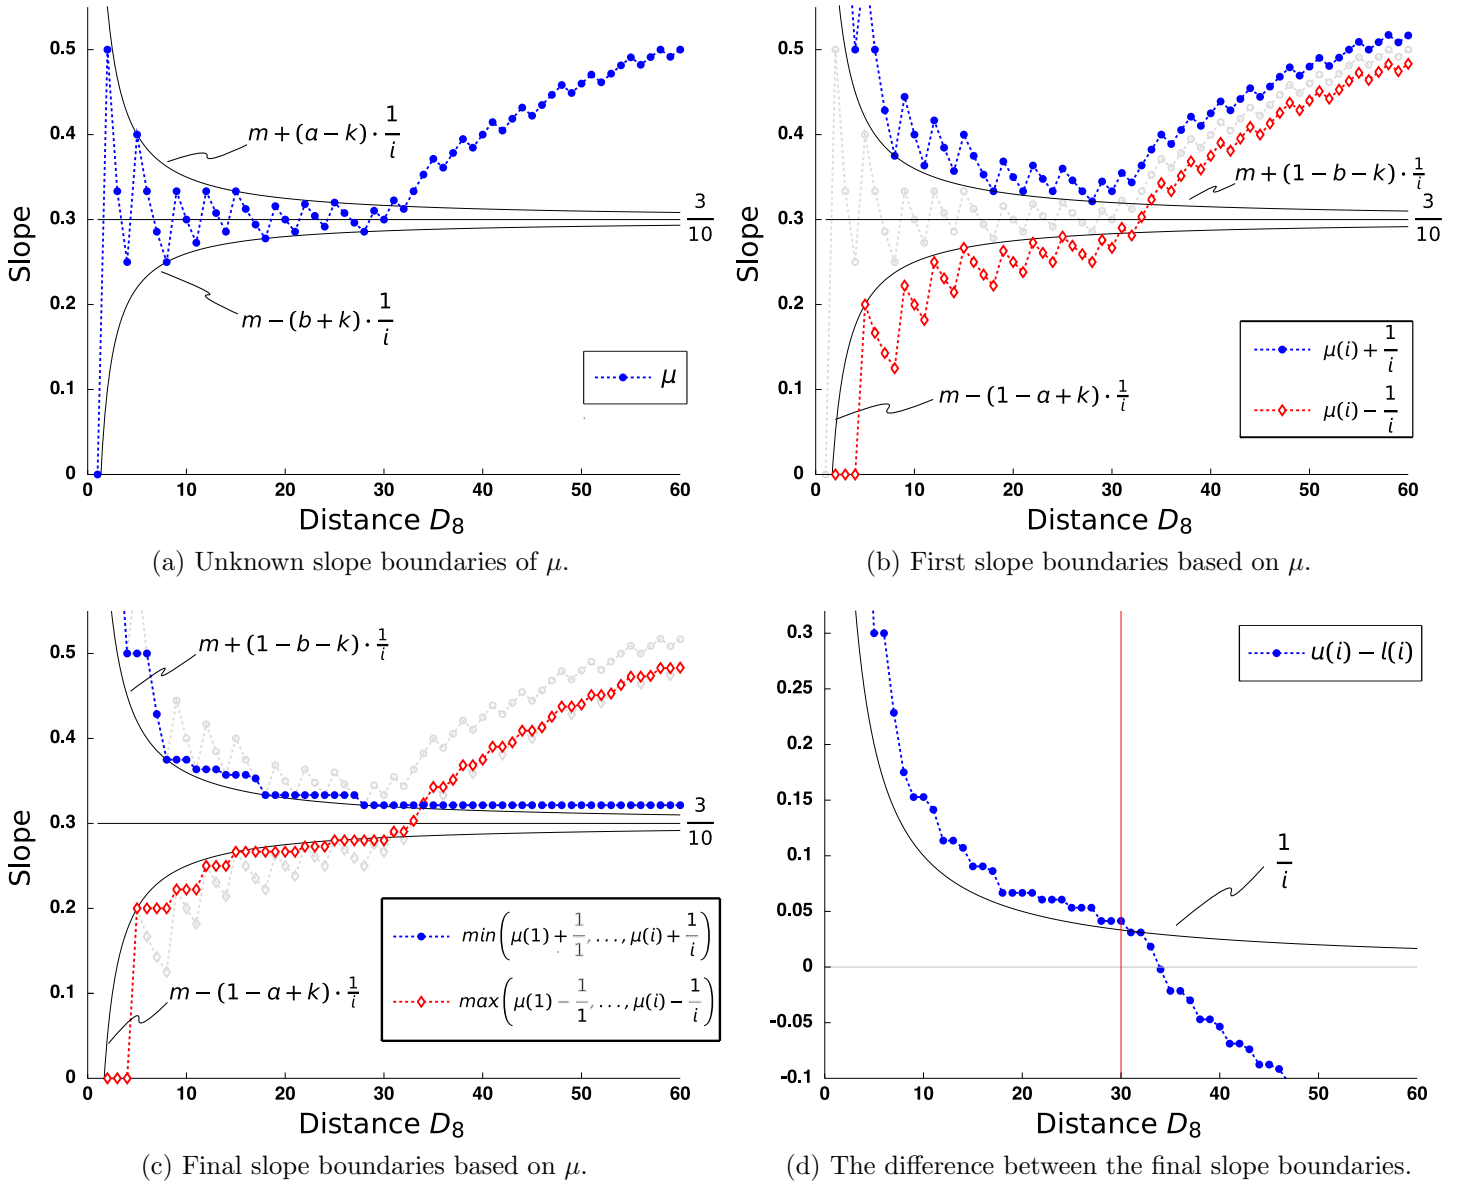 0.5
0.4
0.3
0.2
0.1
0
Slope
m + (a − k) · 1/i
m − (b + k) · 1/i
3/10
μ
0 10 20 30 40 50 60
Distance D₈
(a) Unknown slope boundaries of μ.
0.5
0.4
0.3
0.2
0.1
0
Slope
m + (1 − b − k) · 1/i
3/10
m − (1 − a + k) · 1/i
μ(i) + 1/i
μ(i) − 1/i
0 10 20 30 40 50 60
Distance D₈
(b) First slope boundaries based on μ.
0.5
0.4
0.3
0.2
0.1
0
Slope
m + (1 − b − k) · 1/i
3/10
m − (1 − a + k) · 1/i
min(μ(1) + 1/1, ..., μ(i) + 1/i)
max(μ(1) − 1/1, ..., μ(i) − 1/i)
0 10 20 30 40 50 60
Distance D₈
(c) Final slope boundaries based on μ.
0.3
0.25
0.2
0.15
0.1
0.05
0
-0.05
-0.1
u(i) − l(i)
1/i
0 10 20 30 40 50 60
Distance D₈
(d) The difference between the final slope boundaries.